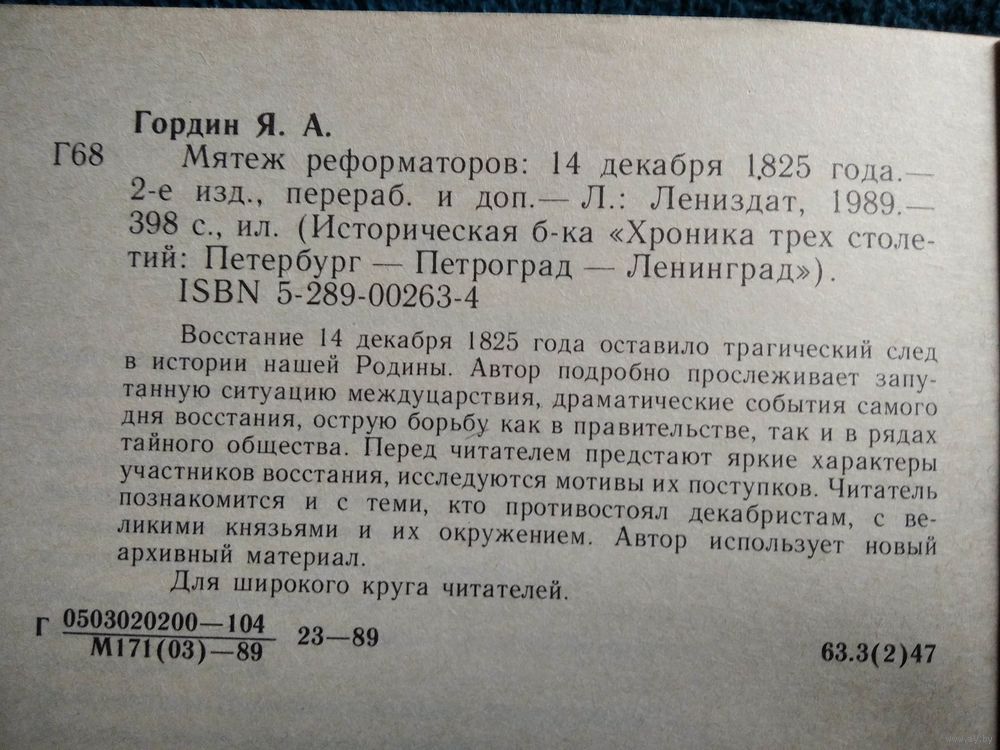 Гордин Я. А.
Г68 Мятеж реформаторов: 14 декабря 1825 года.—
2-е изд., перераб. и доп.— Л.: Лениздат, 1989.—
398 с., ил. (Историческая б-ка «Хроника трех столе-
тий: Петербург — Петроград — Ленинград»).
ISBN 5-289-00263-4
Восстание 14 декабря 1825 года оставило трагический след
в истории нашей Родины. Автор подробно прослеживает запу-
танную ситуацию междуцарствия, драматические события самого
дня восстания, острую борьбу как в правительстве, так и в рядах
тайного общества. Перед читателем предстают яркие характеры
участников восстания, исследуются мотивы их поступков. Читатель
познакомится и с теми, кто противостоял декабристам, с ве-
ликими князьями и их окружением. Автор использует новый
архивный материал.
Для широкого круга читателей.
Г 0503020200—104
М171(03)—89
23—89
63.3(2)47
www.ay.by